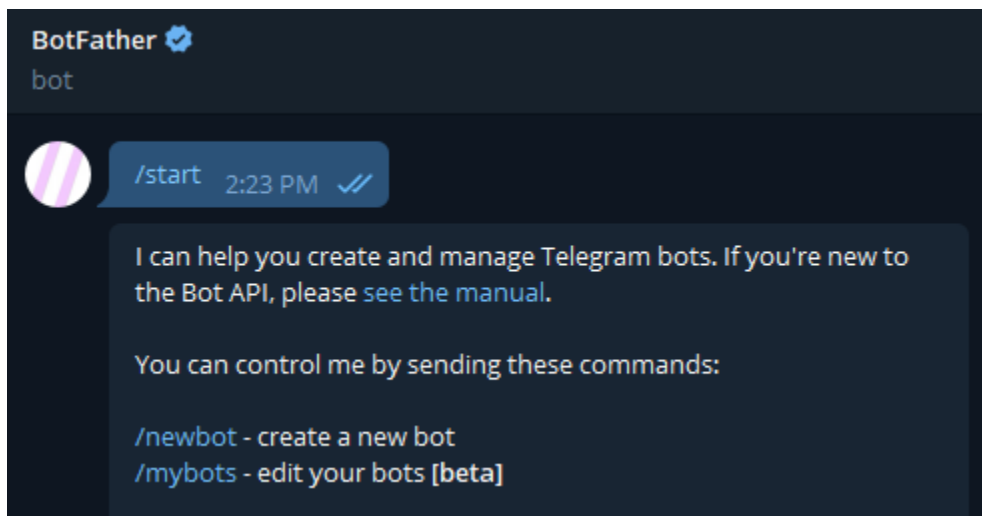 BotFather
bot
/start 2:23 PM
I can help you create and manage Telegram bots. If you're new to
the Bot API, please see the manual.
You can control me by sending these commands:
/newbot - create a new bot
/mybots - edit your bots [beta]